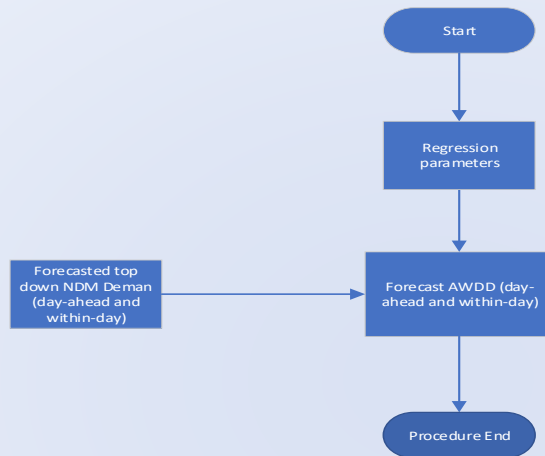 Start
Regression
parameters
Forecasted top
down NDM Deman
(day-ahead and
within-day)
Forecast AWDD (day-
ahead and within-day)
Procedure End